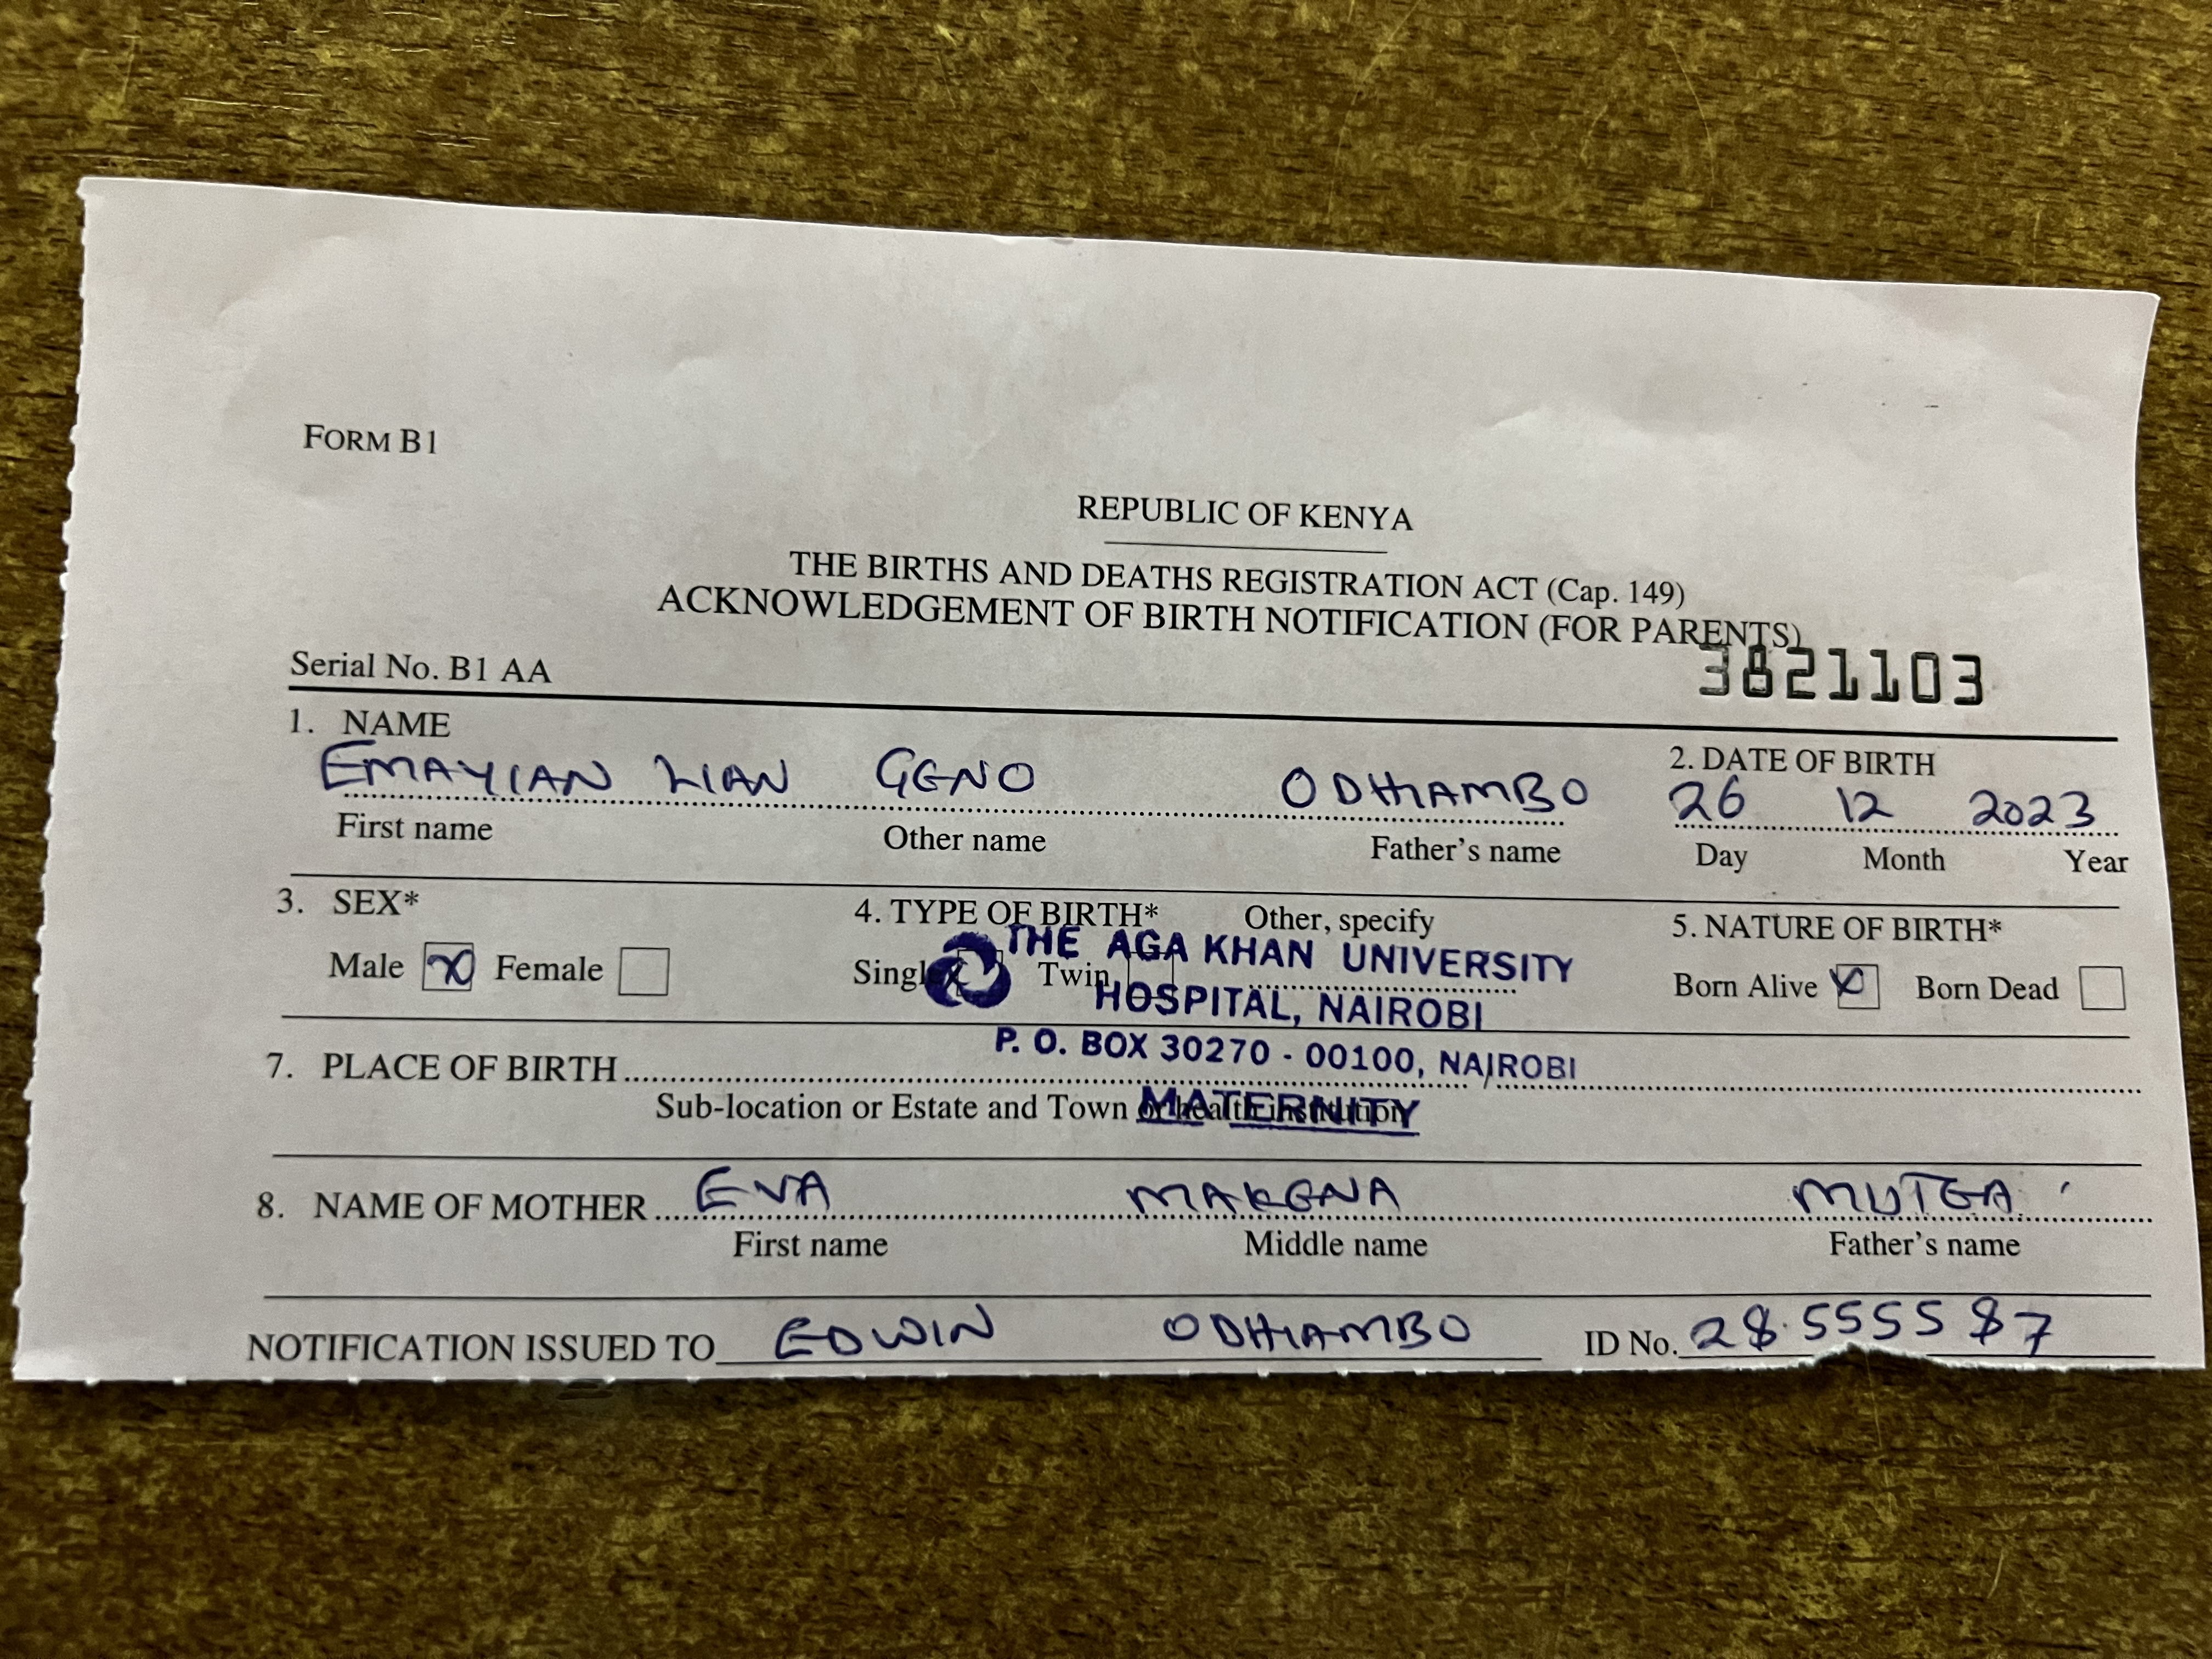 FORM B1
REPUBLIC OF KENYA
THE BIRTHS AND DEATHS REGISTRATION ACT (Cap. 149)
ACKNOWLEDGEMENT OF BIRTH NOTIFICATION (FOR PARENTS)
Serial No. B1 AA 3821103
1. NAME 2. DATE OF BIRTH
EMAYIAN LIAN GENO ODHIAMBO 26 12 2023
First name Other name Father's name Day Month Year
3. SEX* 4. TYPE OF BIRTH* Other, specify 5. NATURE OF BIRTH*
Male X Female Single X Twin Born Alive X Born Dead
THE AGA KHAN UNIVERSITY
HOSPITAL, NAIROBI
P. O. BOX 30270 - 00100, NAIROBI
MATERNITY
7. PLACE OF BIRTH
Sub-location or Estate and Town or health institution
8. NAME OF MOTHER EVA MAKENA MUTEA
First name Middle name Father's name
NOTIFICATION ISSUED TO EDWIN ODHIAMBO ID No. 28555587